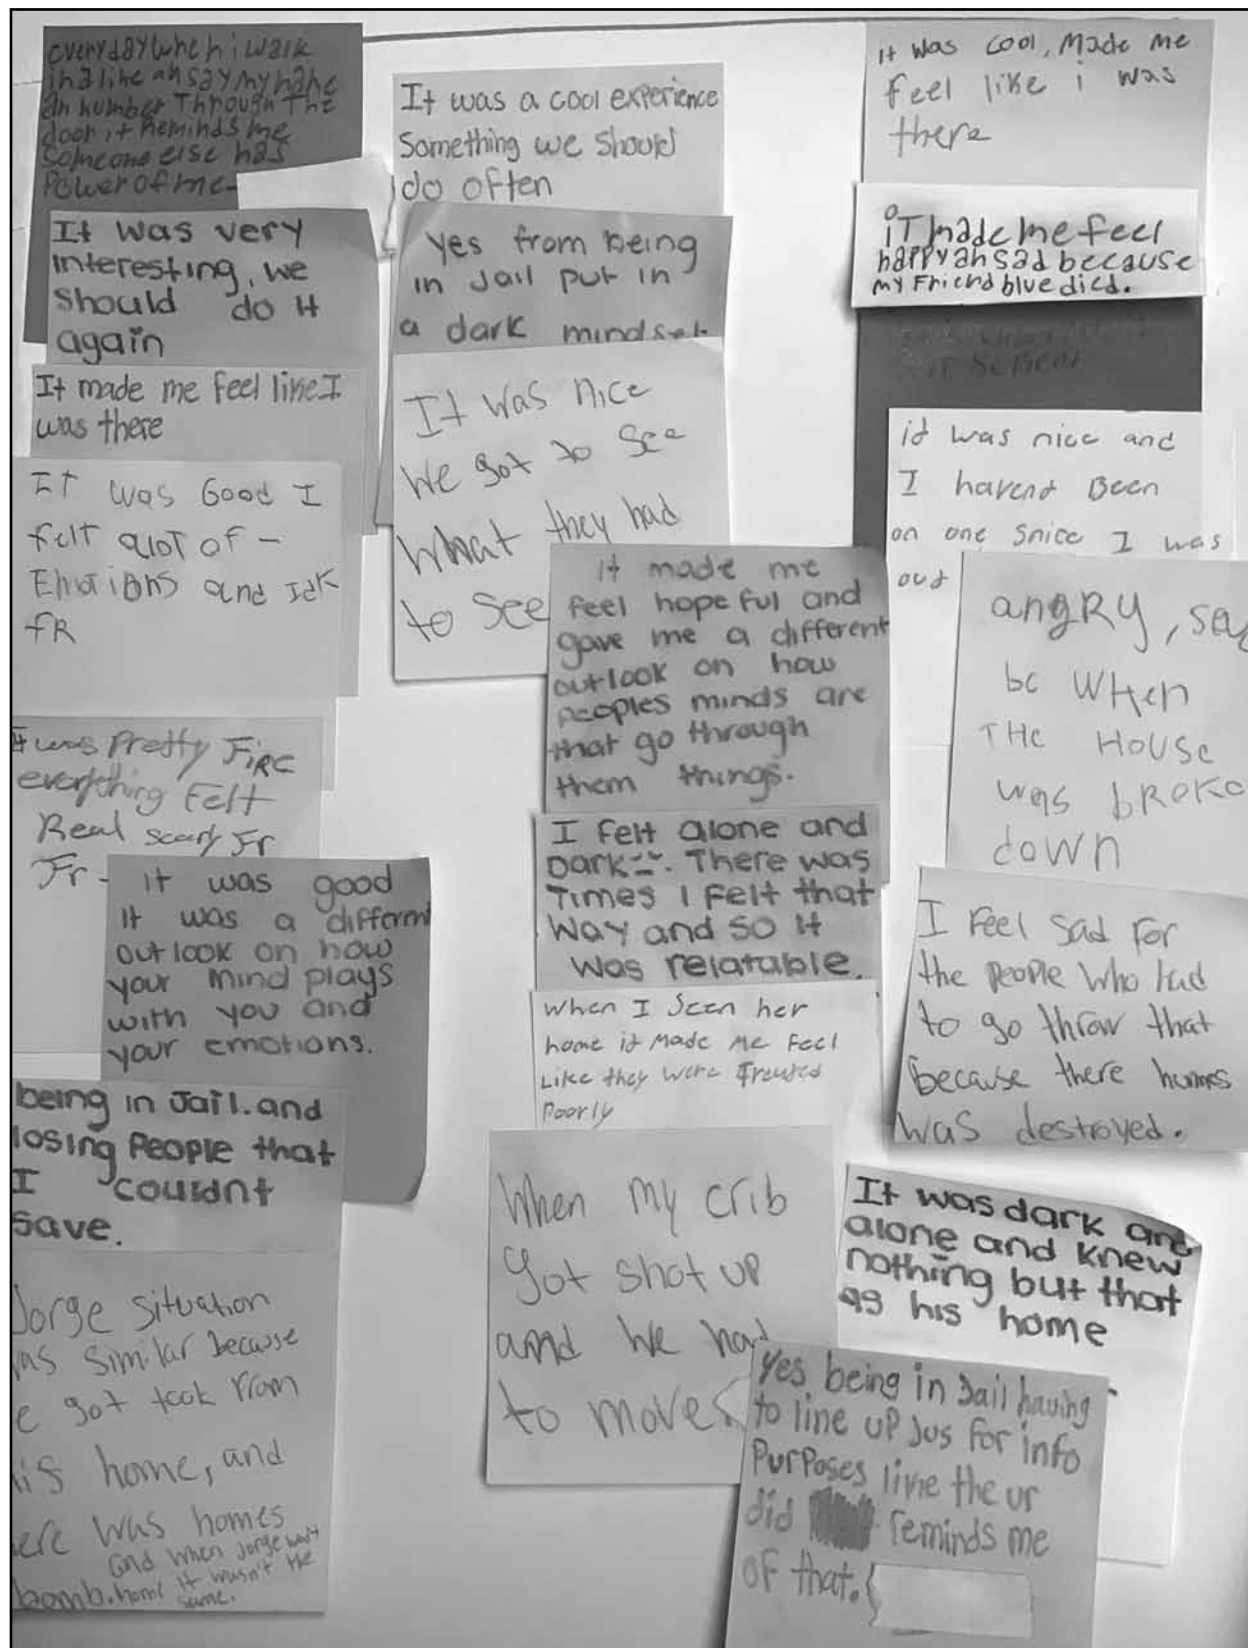 everyday when i walk
in a line an say my name
an number Through The
door it Reminds me
someone else has
Power of me-
It was very
interesting, we
should do it
again
It made me feel like I
was there
It was Good I
felt alot of -
Emotions and Idk
fR
It was Pretty Fire
everything Felt
Real scary Fr
Fr-
it was good
it was a different
outlook on how
your mind plays
with you and
your emotions.
being in Jail. and
losing People that
I couldnt
save.
Jorge situation
was similar because
he got took from
his home, and
there was homes
bomb.
and when Jorge went
home it wasn't the
same.
It was a cool experience
Something we should
do often
Yes from being
in Jail put in
a dark mindset
It was nice
We got to see
What they had
to see
it made me
feel hopeful and
gave me a different
outlook on how
peoples minds are
that go through
them things.
I felt alone and
Dark. There was
Times I felt that
Way and so it
was relatable.
When I Seen her
home it Made Me Feel
Like they Were Treated
Poorly
When my crib
got shot up
and we had
to move
it was cool, Made me
feel like i was
there
iT made me feel
happy an sad because
my Friend blue died.
it was nice and
I havent Been
on one snice I was
out
angRY, say
bc WHen
THe HOUSe
was bRoke
down
I Feel Sad For
the people who had
to go throw that
because there humes
was destroyed.
It was dark and
alone and knew
nothing but that
as his home
Yes being in Jail having
to line up Jus for info
Purposes like the ur
did reminds me
of that.